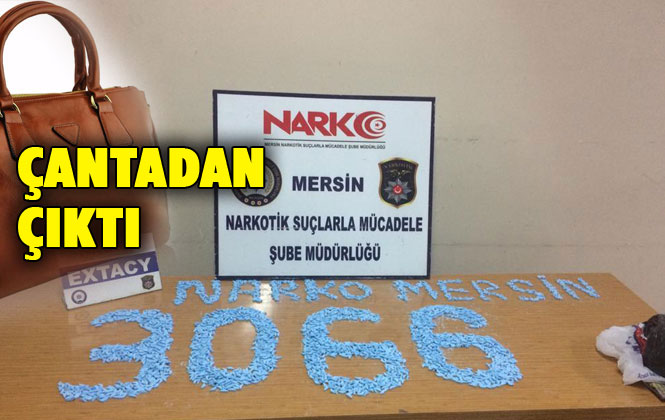 ÇANTADAN
ÇIKTI
NARKO
MERSİN NARKOTİK SUÇLARLA MÜCADELE ŞUBE MÜDÜRLÜĞÜ
MERSİN
NARKOTİK SUÇLARLA MÜCADELE
ŞUBE MÜDÜRLÜĞÜ
EXTACY
NARKO MERSİN
3066